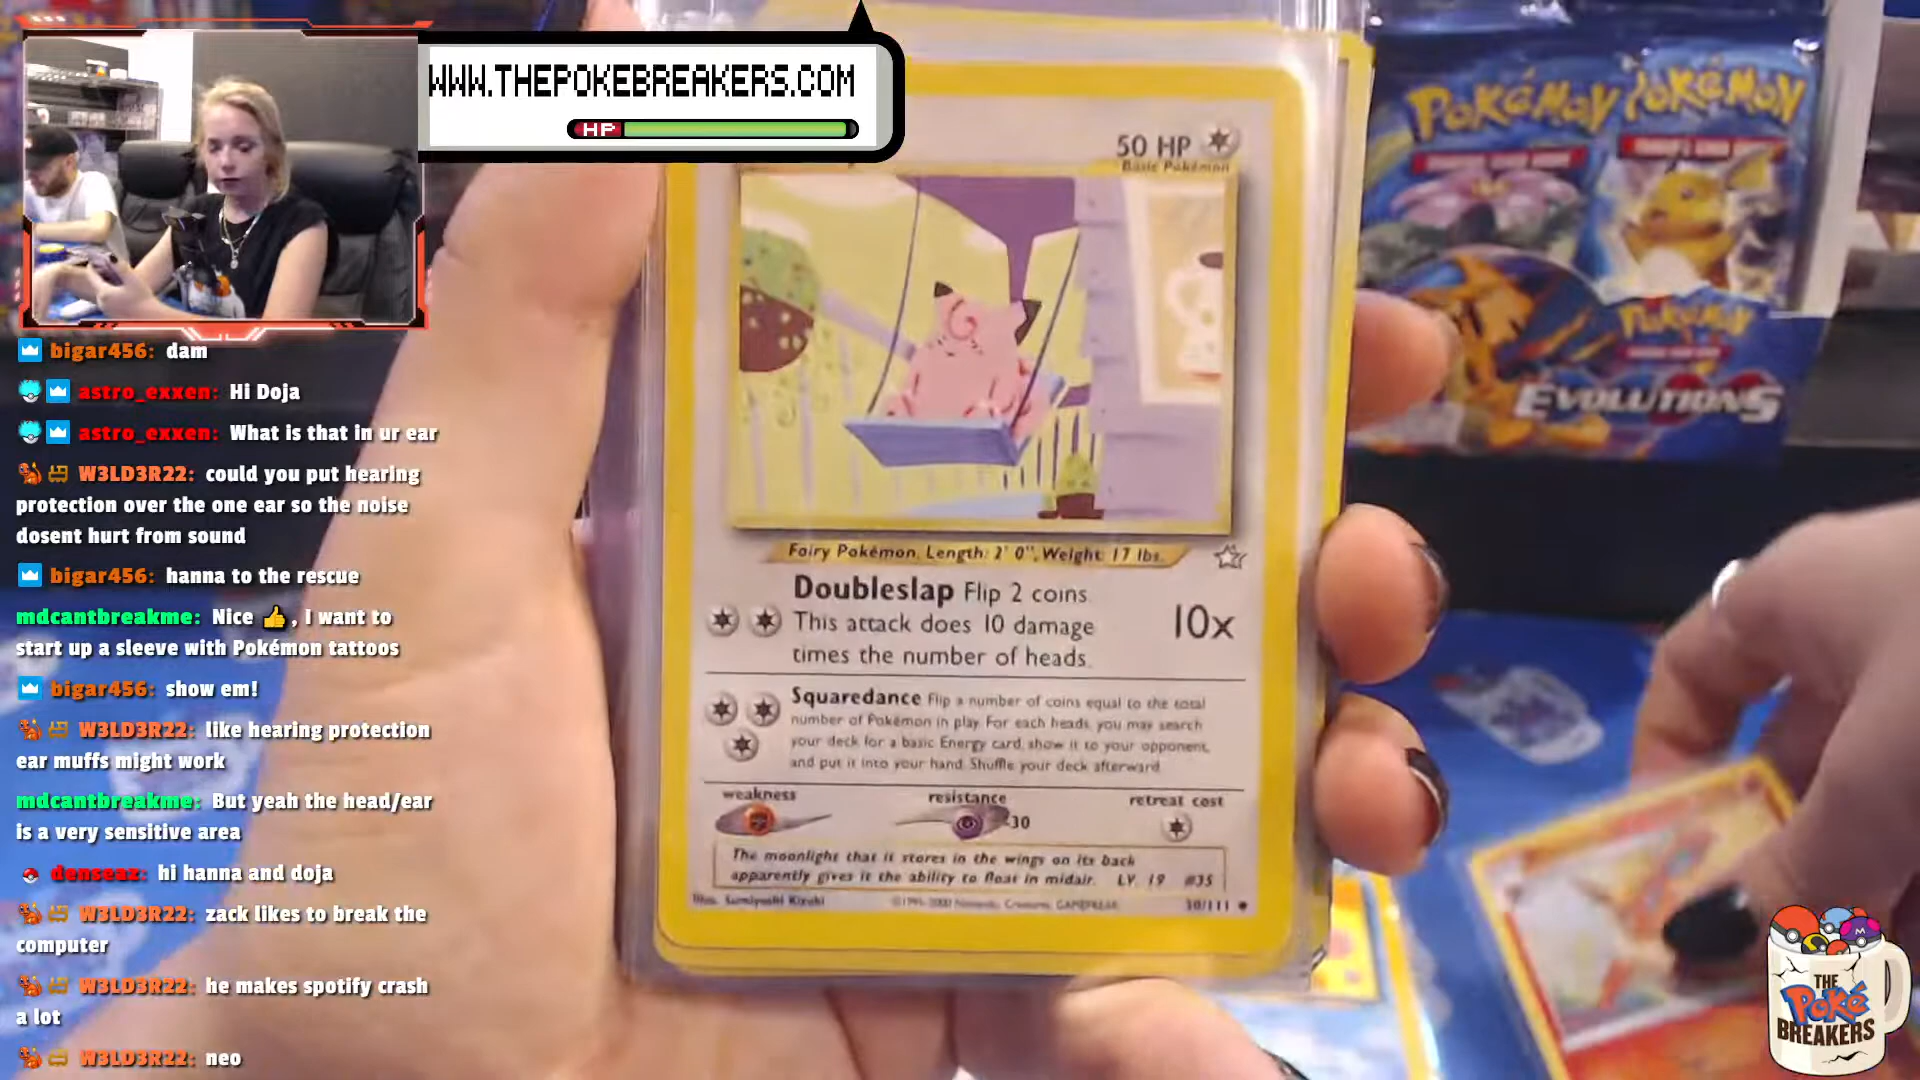 WWW.THEPOKEBREAKERS.COM
HP
50 HP
Basic Pokémon
Pokémon
Pokémon
Pokémon
EVOLUTIONS
Fairy Pokémon. Length: 2' 0", Weight: 17 lbs.
Doubleslap Flip 2 coins.
This attack does 10 damage
times the number of heads.
10x
Squaredance Flip a number of coins equal to the total
number of Pokémon in play. For each heads, you may search
your deck for a basic Energy card, show it to your opponent,
and put it into your hand. Shuffle your deck afterward.
weakness
resistance
-30
retreat cost
The moonlight that it stores in the wings on its back
apparently gives it the ability to float in midair. LV. 19 #35
Illus. Sumiyoshi Kizuki
30/111
bigar456: dam
astro_exxen: Hi Doja
astro_exxen: What is that in ur ear
W3LD3R22: could you put hearing
protection over the one ear so the noise
dosent hurt from sound
bigar456: hanna to the rescue
mdcantbreakme: Nice 👍, I want to
start up a sleeve with Pokémon tattoos
bigar456: show em!
W3LD3R22: like hearing protection
ear muffs might work
mdcantbreakme: But yeah the head/ear
is a very sensitive area
denseaz: hi hanna and doja
W3LD3R22: zack likes to break the
computer
W3LD3R22: he makes spotify crash
a lot
W3LD3R22: neo
THE
Poké
BREAKERS